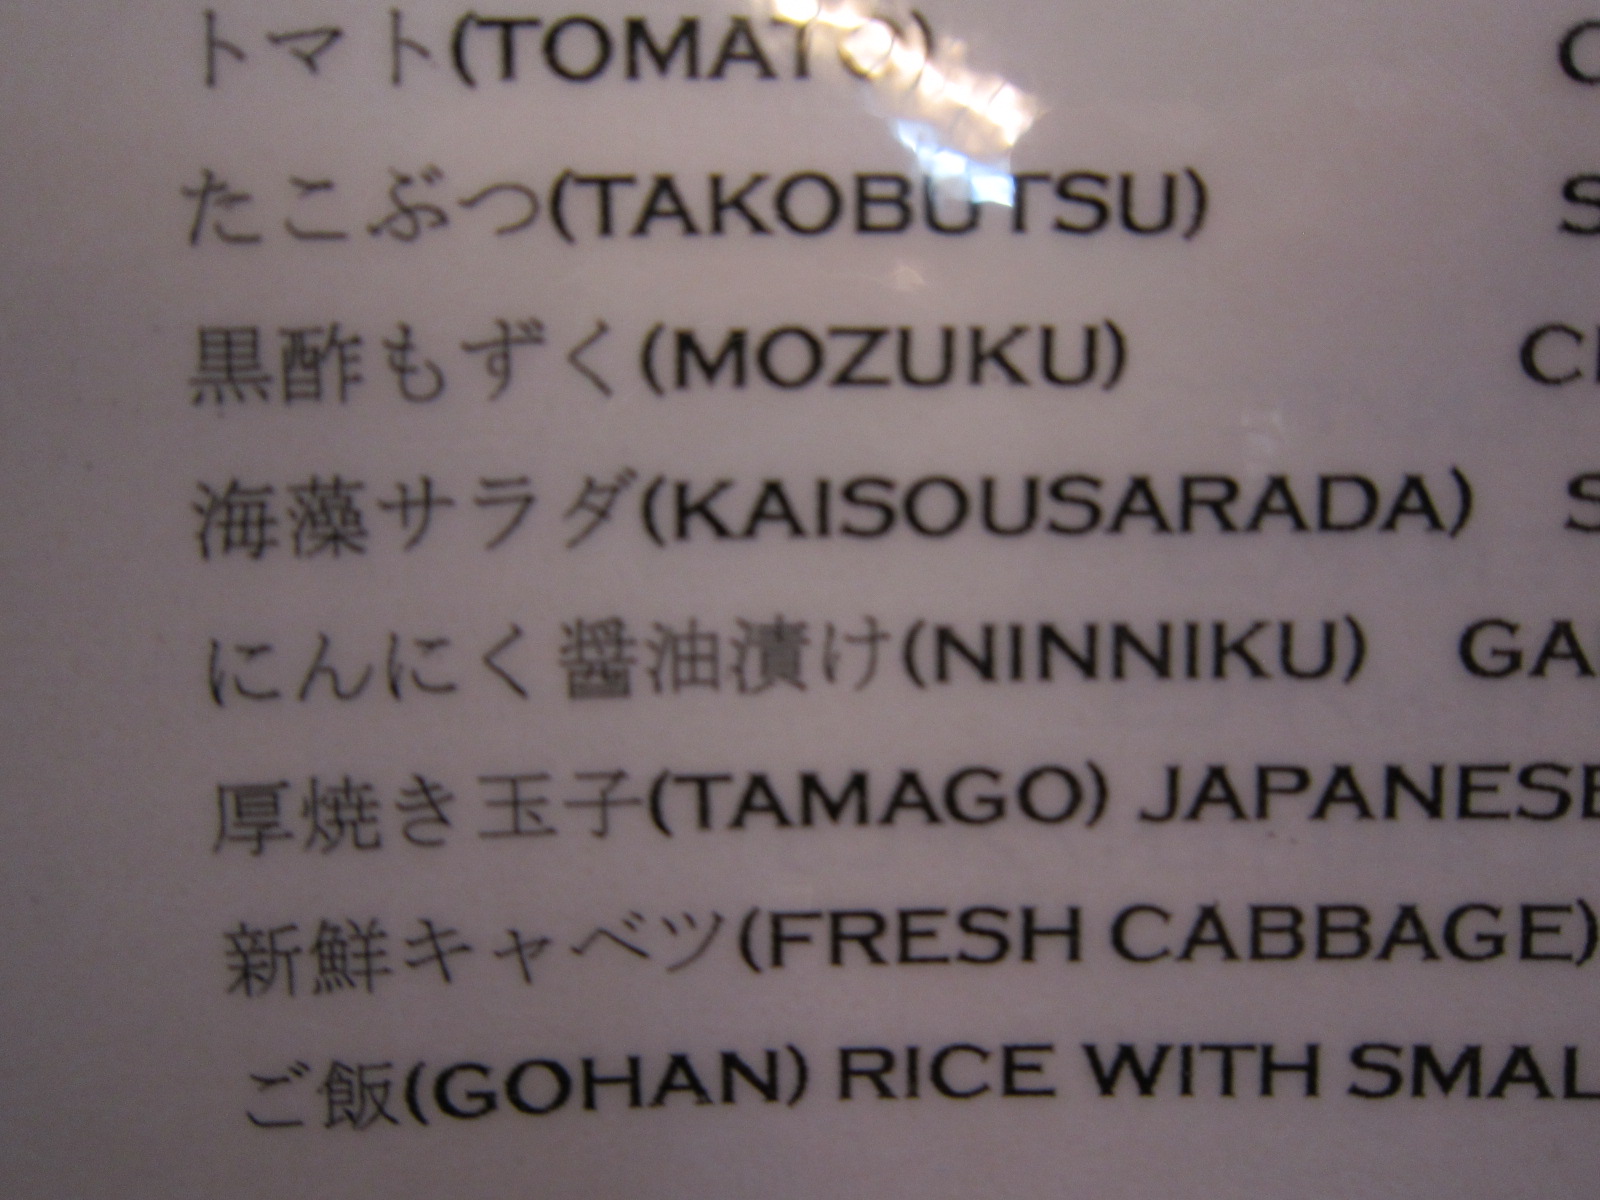 トマト(TOMATO)
たこぶつ(TAKOBUTSU)
黒酢もずく(MOZUKU)
海藻サラダ(KAISOUSARADA)
にんにく醤油漬け(NINNIKU)
厚焼き玉子(TAMAGO) JAPANESE
新鮮キャベツ(FRESH CABBAGE)
ご飯(GOHAN) RICE WITH SMAL